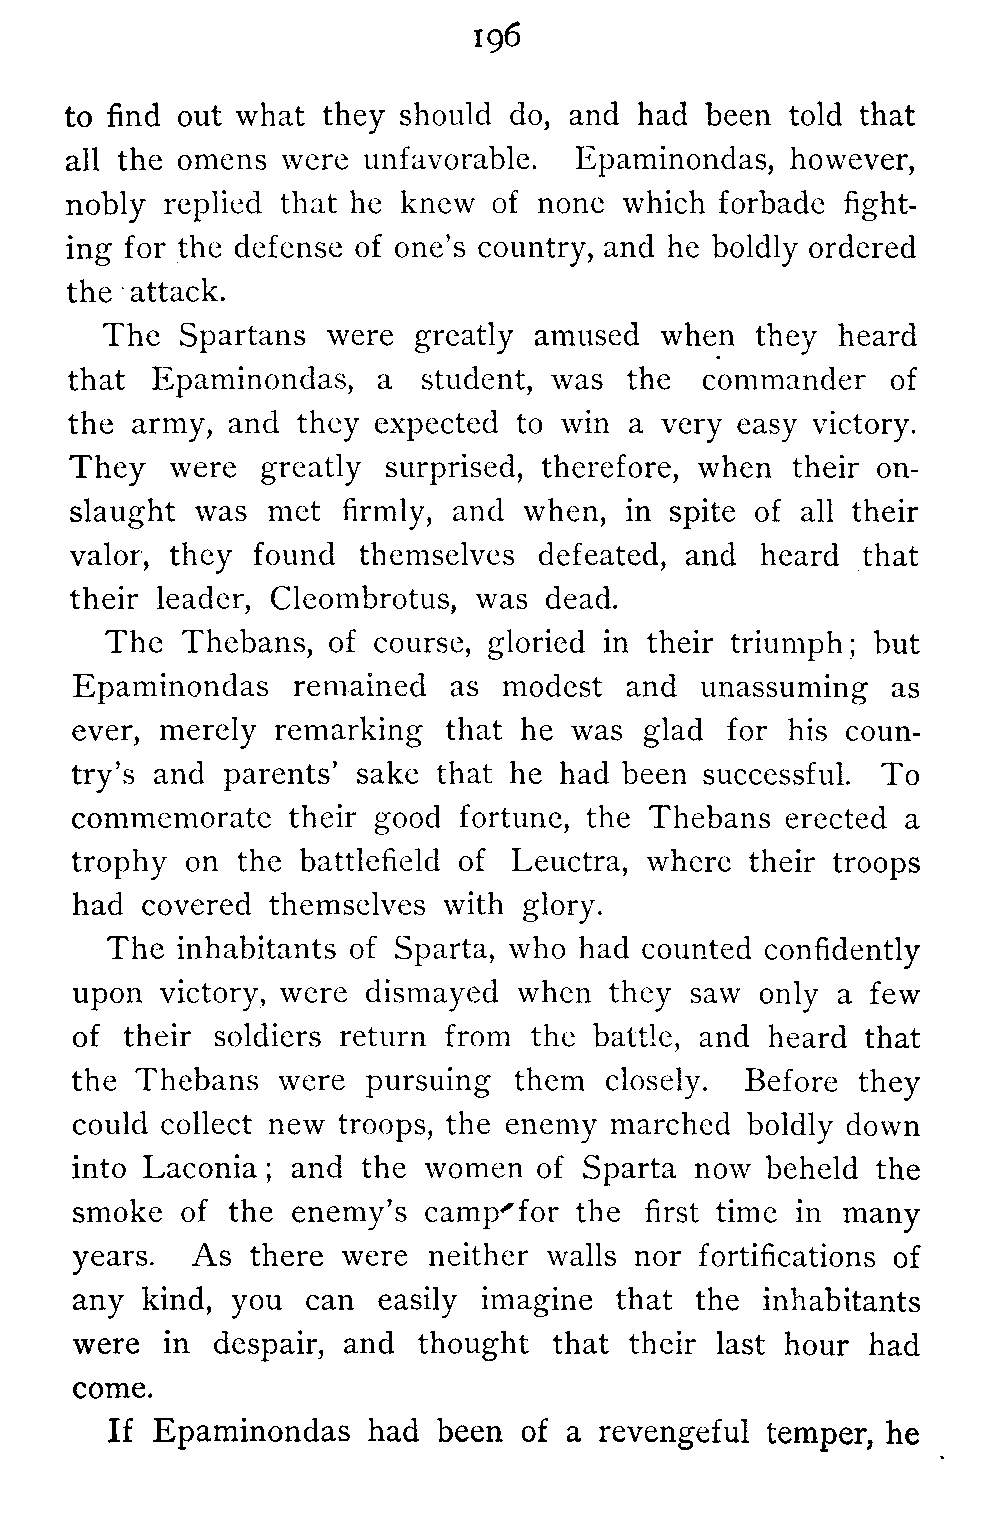 196
to find out what they should do, and had been told that
all the omens were unfavorable. Epaminondas, however,
nobly replied that he knew of none which forbade fight-
ing for the defense of one's country, and he boldly ordered
the attack.
The Spartans were greatly amused when they heard
that Epaminondas, a student, was the commander of
the army, and they expected to win a very easy victory.
They were greatly surprised, therefore, when their on-
slaught was met firmly, and when, in spite of all their
valor, they found themselves defeated, and heard that
their leader, Cleombrotus, was dead.
The Thebans, of course, gloried in their triumph; but
Epaminondas remained as modest and unassuming as
ever, merely remarking that he was glad for his coun-
try's and parents' sake that he had been successful. To
commemorate their good fortune, the Thebans erected a
trophy on the battlefield of Leuctra, where their troops
had covered themselves with glory.
The inhabitants of Sparta, who had counted confidently
upon victory, were dismayed when they saw only a few
of their soldiers return from the battle, and heard that
the Thebans were pursuing them closely. Before they
could collect new troops, the enemy marched boldly down
into Laconia; and the women of Sparta now beheld the
smoke of the enemy's camp for the first time in many
years. As there were neither walls nor fortifications of
any kind, you can easily imagine that the inhabitants
were in despair, and thought that their last hour had
come.
If Epaminondas had been of a revengeful temper, he